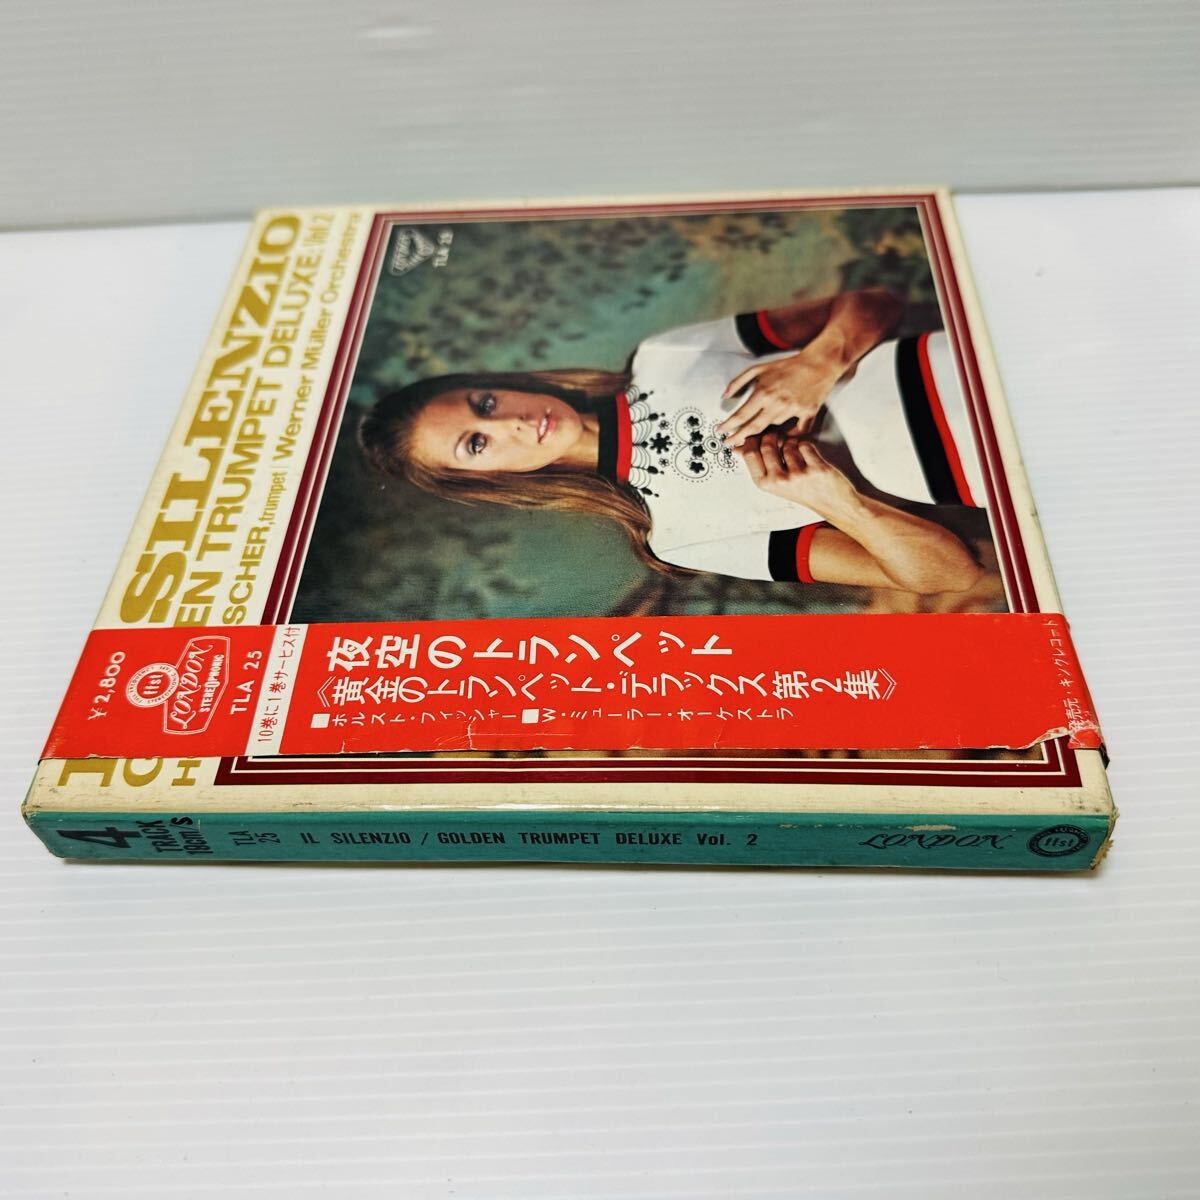 SILENZIO
EN TRUMPET DELUXE: Vol. 2
SCHER, trumpet | Werner Müller Orchestra
TLA 25
¥2,800
ffss
LONDON
STEREOPHONIC
TLA 25
10巻に1巻サービス付
夜空のトランペット
《黄金のトランペット・デラックス第2集》
■ホルスト・フィッシャー ■W・ミューラー・オーケストラ
発売元・キングレコード
4
TRACK
19cm/s
TLA
25
IL SILENZIO / GOLDEN TRUMPET DELUXE Vol. 2
LONDON